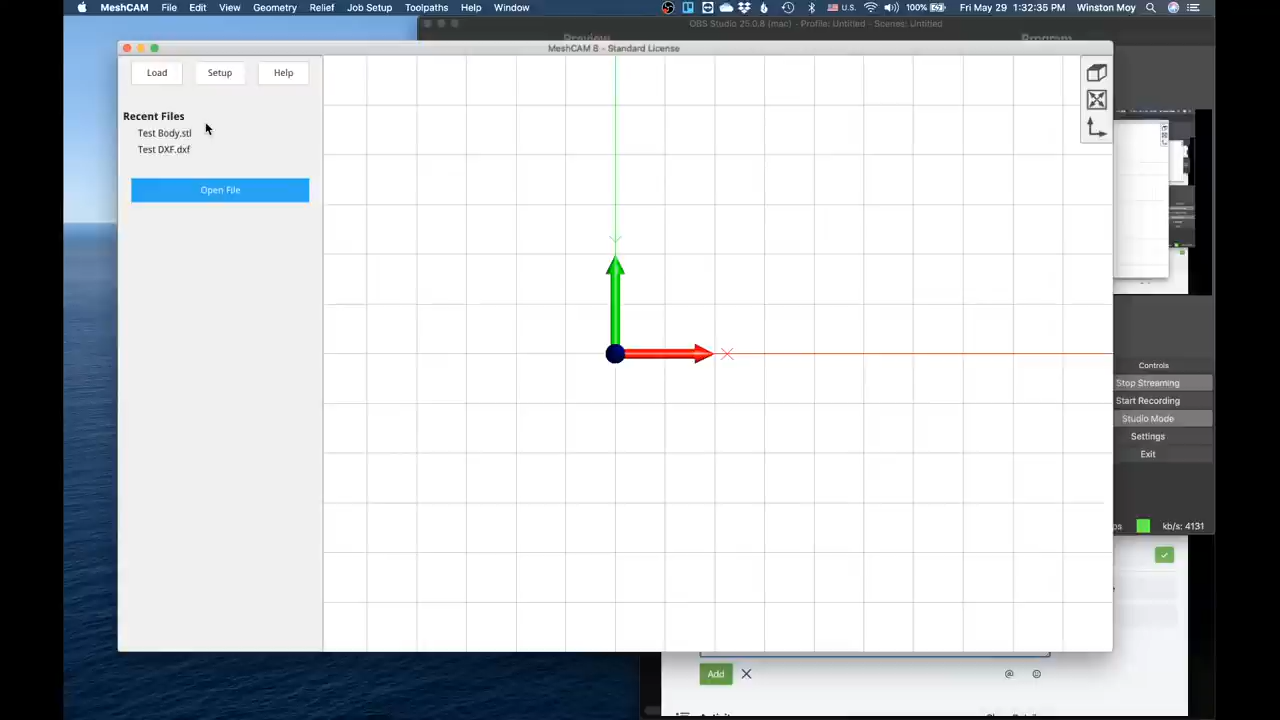 MeshCAM File Edit View Geometry Relief Job Setup Toolpaths Help Window
U.S. 100% Fri May 29 1:32:35 PM Winston Moy
OBS Studio 25.0.8 (mac) - Profile: Untitled - Scenes: Untitled
Preview Program
MeshCAM 8 - Standard License
Load Setup Help
Recent Files
Test Body.stl
Test DXF.dxf
Open File
Controls
Stop Streaming
Start Recording
Studio Mode
Settings
Exit
kb/s: 4131
Add